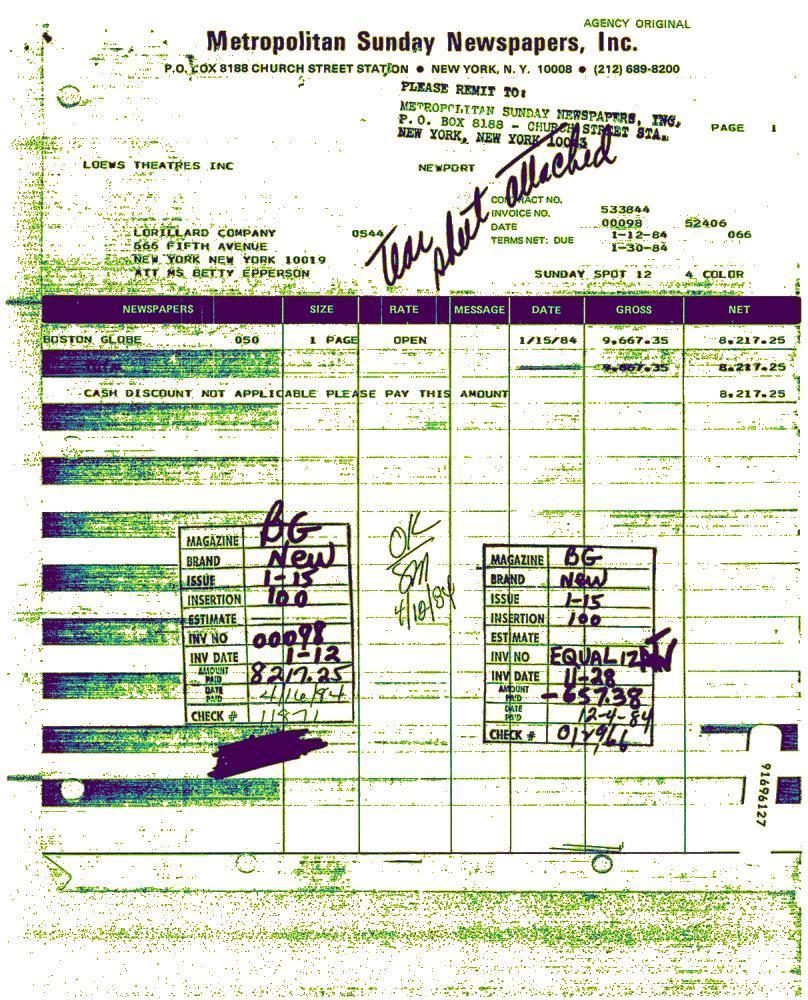 AGENCY ORIGINAL
Metropolitan Sunday Newspapers, Inc.
P.O. BOX 8188 CHURCH STREET STATION ● NEW YORK, N. Y. 10008 ● (212) 689-8200
PLEASE REMIT TO:
METROPOLITAN SUNDAY NEWSPAPERS, INC.
P. O. BOX 8188 - CHURCH STREET STA.
NEW YORK, NEW YORK
PAGE 1
LOEWS THEATRES INC
NEWPORT
Tear sheet attached
CONTRACT NO. 533844
INVOICE NO. 00098 52406
DATE 1-12-84 066
TERMS NET: DUE 1-30-84
LORILLARD COMPANY 0544
666 FIFTH AVENUE
NEW YORK NEW YORK 10019
ATT MS BETTY EPPERSON
SUNDAY SPOT 12 4 COLOR
NEWSPAPERS SIZE RATE MESSAGE DATE GROSS NET
BOSTON GLOBE 050 1 PAGE OPEN 1/15/84 9,667.35 8,217.25
9,667.35 8,217.25
CASH DISCOUNT NOT APPLICABLE PLEASE PAY THIS AMOUNT 8,217.25
MAGAZINE BG
BRAND New
ISSUE 1-15
INSERTION 100
ESTIMATE
INV NO 00098
INV DATE 1-12
AMOUNT PAID 8217.25
DATE PAID 4/16/84
CHECK # 11871
OK
SM
4/10/84
MAGAZINE BG
BRAND New
ISSUE 1-15
INSERTION 100
ESTIMATE
INV NO EQUAL 12
INV DATE 11-28
AMOUNT PAID -657.38
DATE PAID 12-4-84
CHECK #
91696127